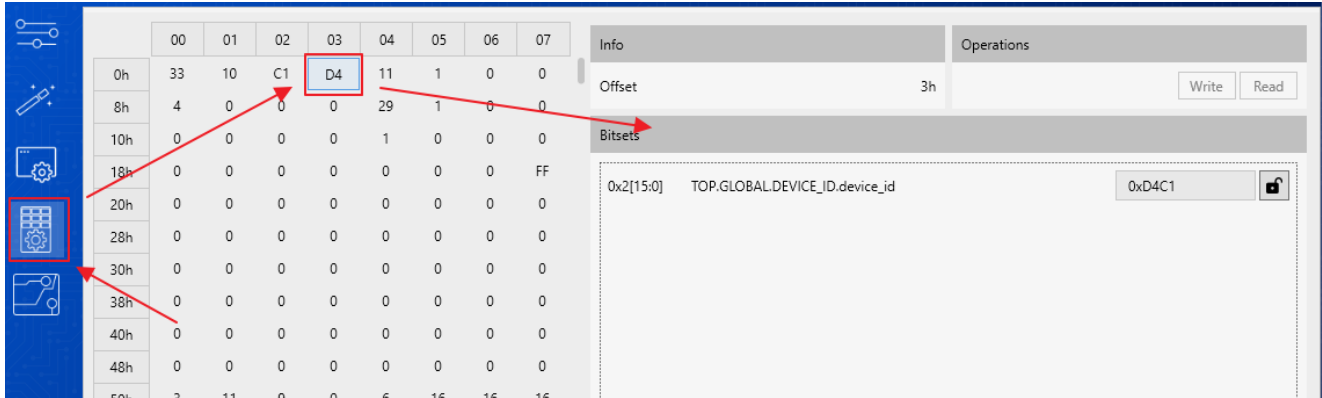 00 01 02 03 04 05 06 07
Info
Operations
0h 33 10 C1 D4 11 1 0 0
Offset 3h
Write Read
8h 4 0 0 0 29 1 0 0
10h 0 0 0 0 1 0 0 0
Bitsets
18h 0 0 0 0 0 0 0 FF
0x2[15:0] TOP.GLOBAL.DEVICE_ID.device_id 0xD4C1
20h 0 0 0 0 0 0 0 0
28h 0 0 0 0 0 0 0 0
30h 0 0 0 0 0 0 0 0
38h 0 0 0 0 0 0 0 0
40h 0 0 0 0 0 0 0 0
48h 0 0 0 0 0 0 0 0